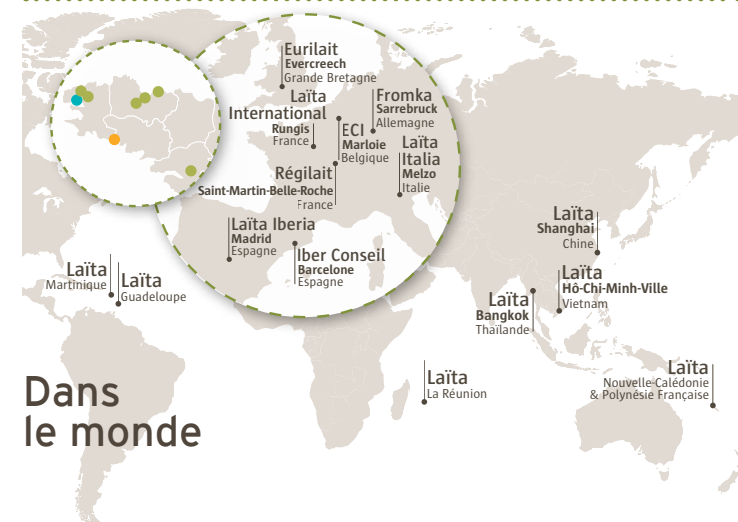 Eurilait
Evercreech
Grande Bretagne
Laïta
International
Rungis
France
Fromka
Sarrebruck
Allemagne
ECI
Marloie
Belgique
Laïta
Italia
Melzo
Italie
Régilait
Saint-Martin-Belle-Roche
France
Laïta Iberia
Madrid
Espagne
Iber Conseil
Barcelone
Espagne
Laïta
Shanghai
Chine
Laïta
Martinique
Laïta
Guadeloupe
Laïta
Hô-Chi-Minh-Ville
Vietnam
Laïta
Bangkok
Thaïlande
Laïta
La Réunion
Laïta
Nouvelle-Calédonie
& Polynésie Française
Dans
le monde